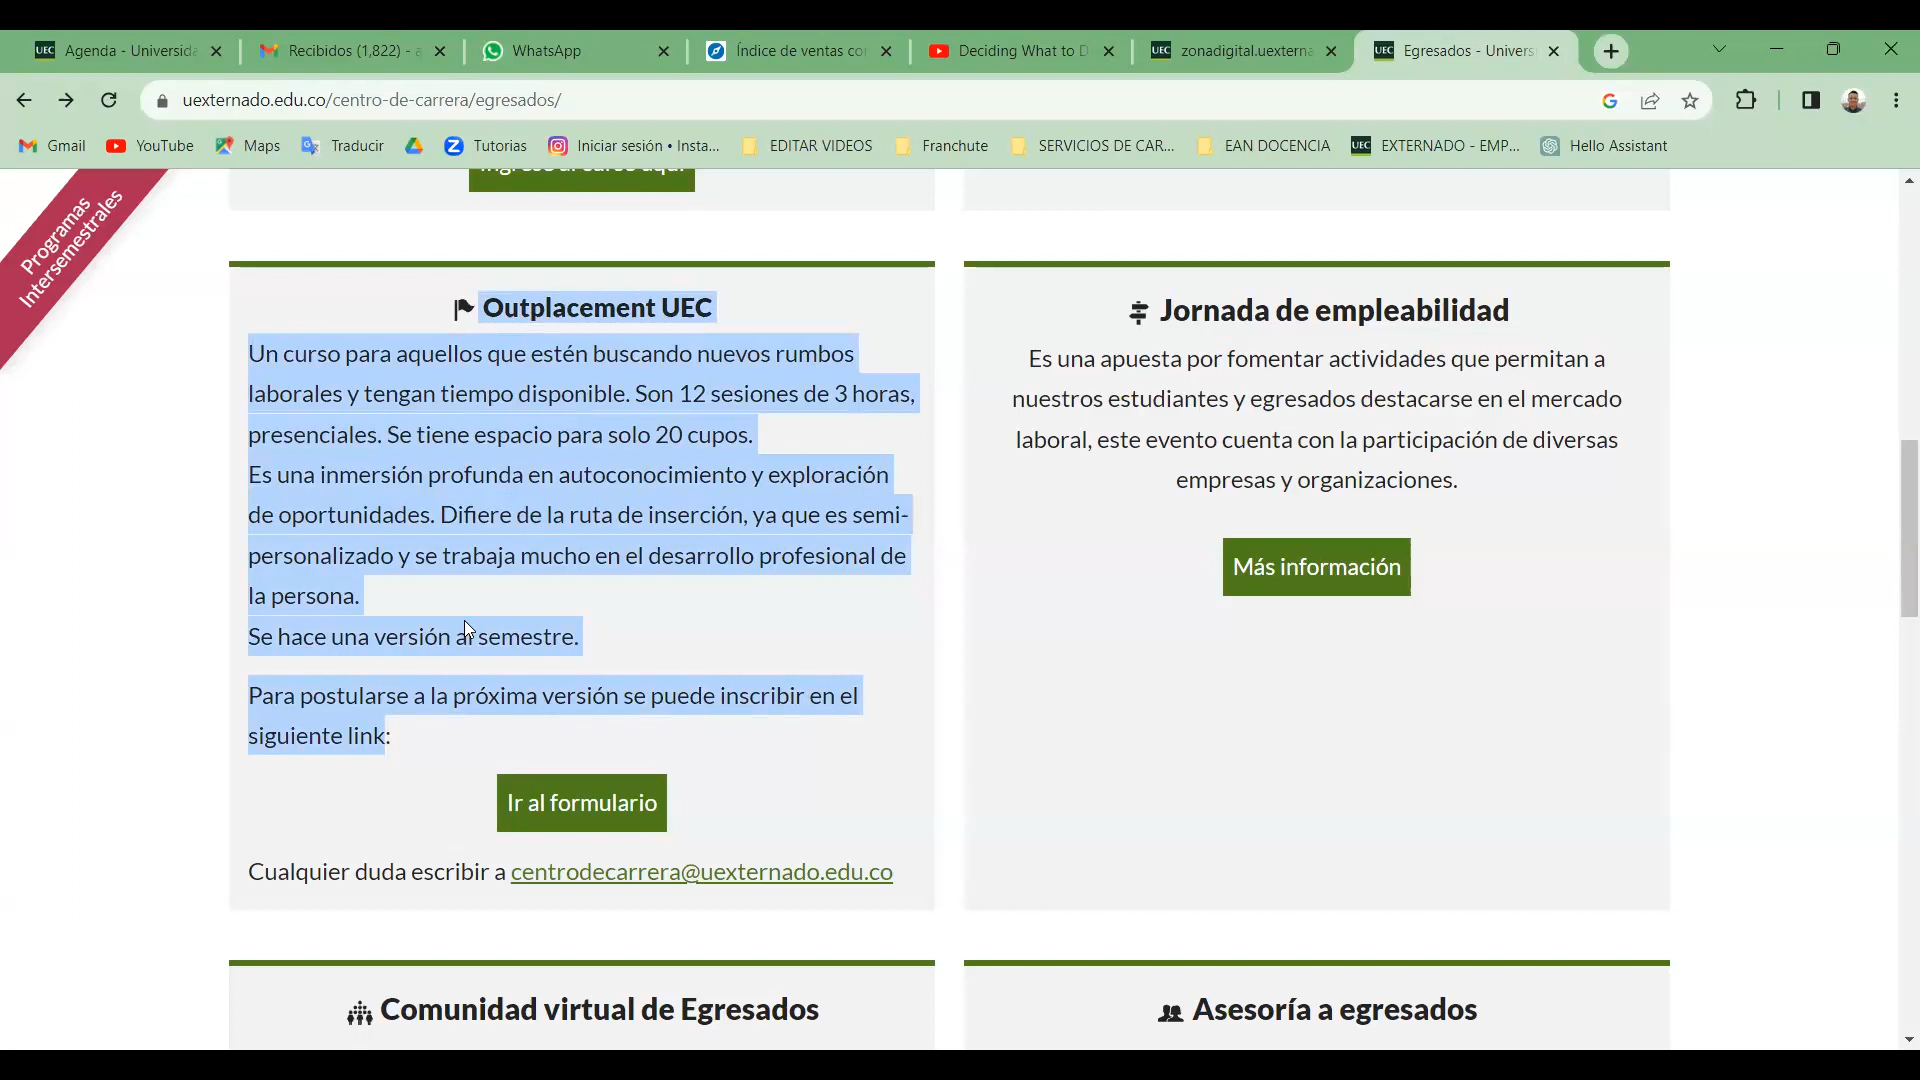 Agenda - Universida
Recibidos (1,822) - a
WhatsApp
Índice de ventas co
Deciding What to D
UEC zonadigital.uexterna
UEC Egresados - Univers
uexternado.edu.co/centro-de-carrera/egresados/
Gmail
YouTube
Maps
Traducir
Tutorias
Iniciar sesión • Insta...
EDITAR VIDEOS
Franchute
SERVICIOS DE CAR...
EAN DOCENCIA
UEC EXTERNADO - EMP...
Hello Assistant
Programas
Intersemestrales
Outplacement UEC
Un curso para aquellos que estén buscando nuevos rumbos
laborales y tengan tiempo disponible. Son 12 sesiones de 3 horas,
presenciales. Se tiene espacio para solo 20 cupos.
Es una inmersión profunda en autoconocimiento y exploración
de oportunidades. Difiere de la ruta de inserción, ya que es semi-
personalizado y se trabaja mucho en el desarrollo profesional de
la persona.
Se hace una versión al semestre.
Para postularse a la próxima versión se puede inscribir en el
siguiente link:
Ir al formulario
Cualquier duda escribir a centrodecarrera@uexternado.edu.co
Jornada de empleabilidad
Es una apuesta por fomentar actividades que permitan a
nuestros estudiantes y egresados destacarse en el mercado
laboral, este evento cuenta con la participación de diversas
empresas y organizaciones.
Más información
Comunidad virtual de Egresados
Asesoría a egresados